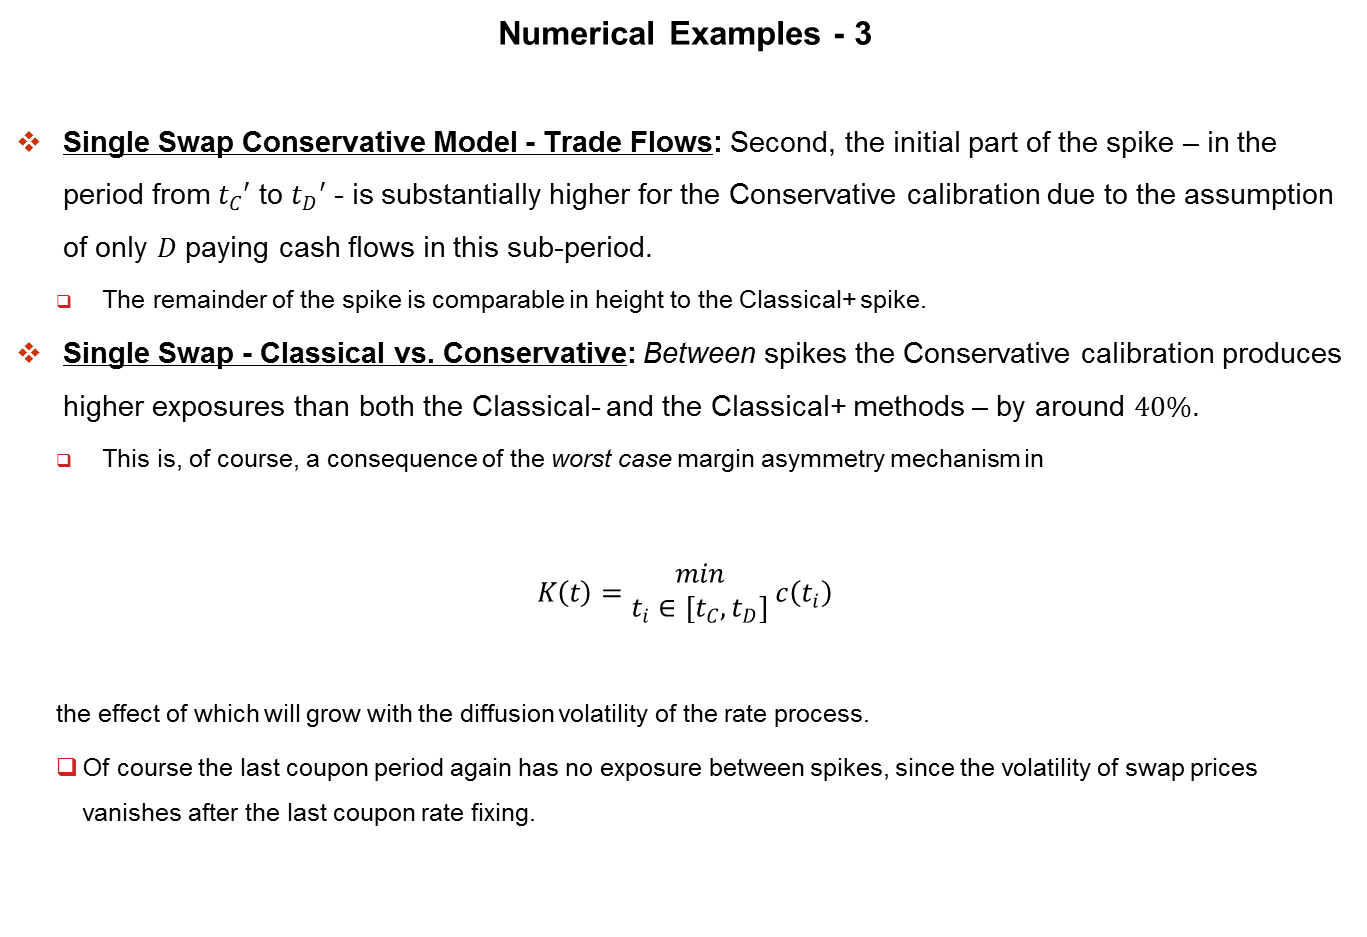 Numerical Examples - 3
❖ Single Swap Conservative Model - Trade Flows: Second, the initial part of the spike – in the
period from t_C′ to t_D′ - is substantially higher for the Conservative calibration due to the assumption
of only D paying cash flows in this sub-period.
❑ The remainder of the spike is comparable in height to the Classical+ spike.
❖ Single Swap - Classical vs. Conservative: Between spikes the Conservative calibration produces
higher exposures than both the Classical- and the Classical+ methods – by around 40%.
❑ This is, of course, a consequence of the worst case margin asymmetry mechanism in
min
K(t) = t_i ∈ [t_C, t_D] c(t_i)
the effect of which will grow with the diffusion volatility of the rate process.
❑ Of course the last coupon period again has no exposure between spikes, since the volatility of swap prices
vanishes after the last coupon rate fixing.